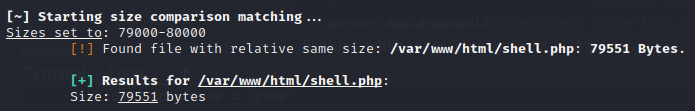 [~] Starting size comparison matching...
Sizes set to: 79000-80000
[!] Found file with relative same size: /var/www/html/shell.php: 79551 Bytes.
[+] Results for /var/www/html/shell.php:
Size: 79551 bytes